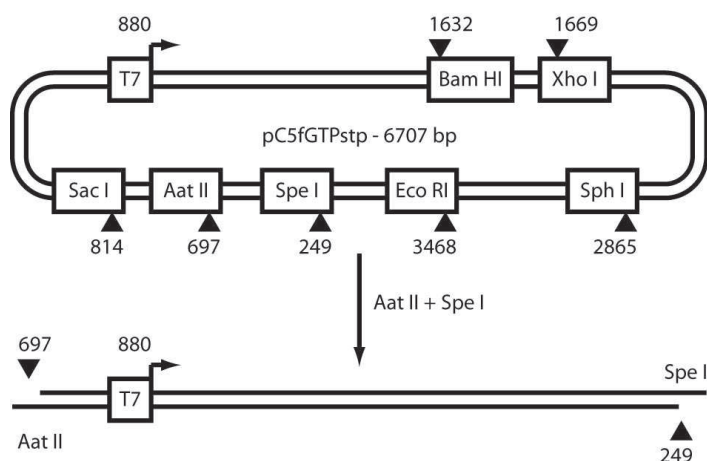 880
1632
1669
T7
Bam HI
Xho I
pC5fGTPstp - 6707 bp
Sac I
Aat II
Spe I
Eco RI
Sph I
814
697
249
3468
2865
Aat II + Spe I
697
880
Spe I
T7
Aat II
249